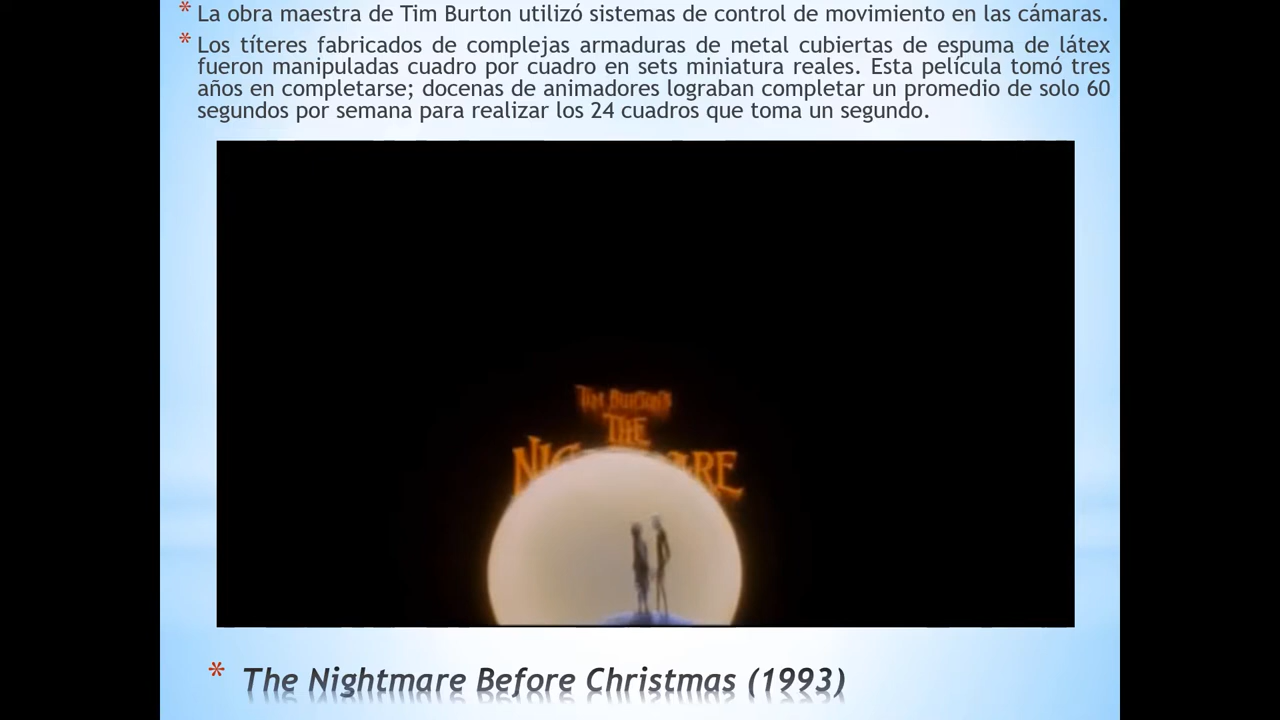 * La obra maestra de Tim Burton utilizó sistemas de control de movimiento en las cámaras.
* Los títeres fabricados de complejas armaduras de metal cubiertas de espuma de látex
fueron manipuladas cuadro por cuadro en sets miniatura reales. Esta película tomó tres
años en completarse; docenas de animadores lograban completar un promedio de solo 60
segundos por semana para realizar los 24 cuadros que toma un segundo.
Tim Burton's
THE
* The Nightmare Before Christmas (1993)